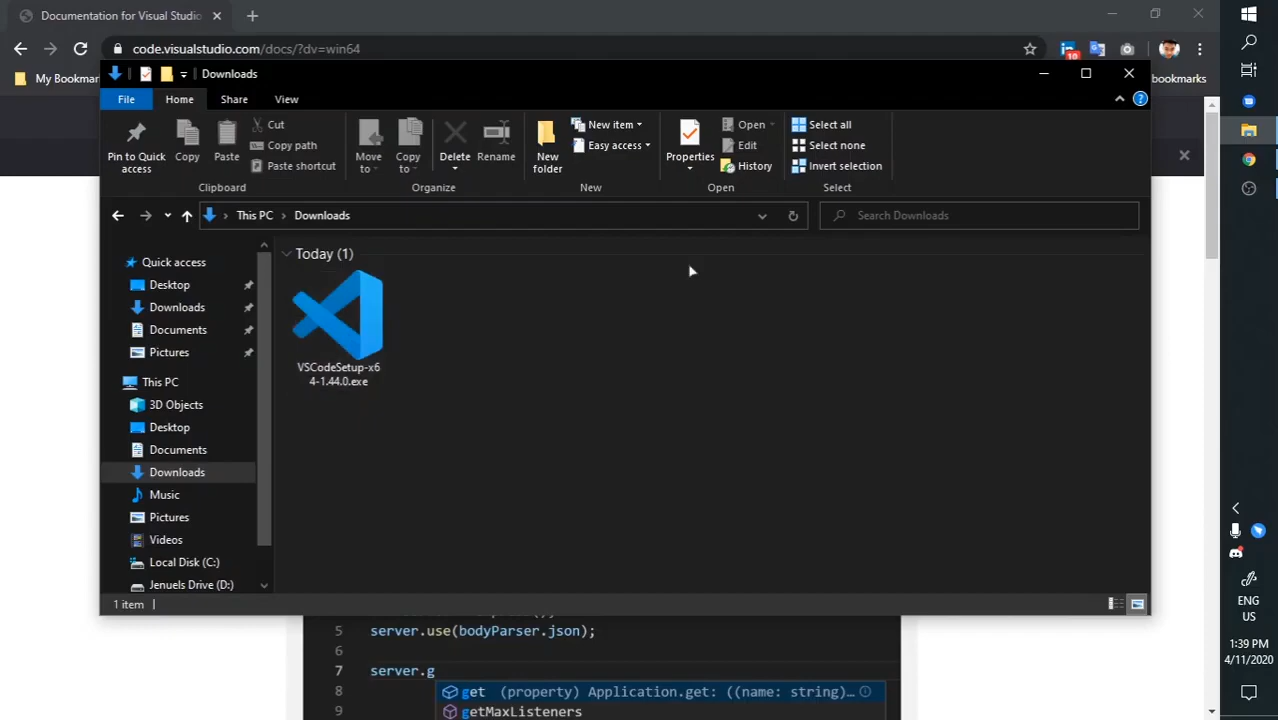 Documentation for Visual Studio
code.visualstudio.com/docs/?dv=win64
10
My Bookmar
bookmarks
Downloads
File
Home
Share
View
Pin to Quick access
Copy
Paste
Cut
Copy path
Paste shortcut
Clipboard
Move to
Copy to
Delete
Rename
Organize
New folder
New item
Easy access
New
Properties
Open
Edit
History
Open
Select all
Select none
Invert selection
Select
This PC > Downloads
Search Downloads
Quick access
Desktop
Downloads
Documents
Pictures
This PC
3D Objects
Desktop
Documents
Downloads
Music
Pictures
Videos
Local Disk (C:)
Jenuels Drive (D:)
Today (1)
VSCodeSetup-x6
4-1.44.0.exe
1 item
5 server.use(bodyParser.json);
6
7 server.g
8 get (property) Application.get: ((name: string)…
9 getMaxListeners
ENG
US
1:39 PM
4/11/2020